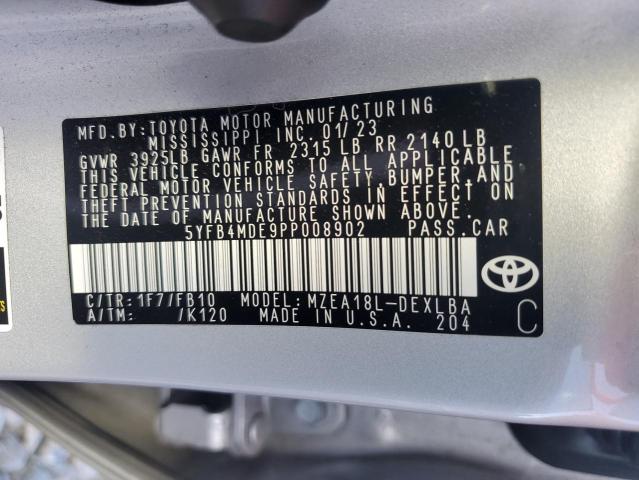 MFD.BY:TOYOTA MOTOR MANUFACTURING
MISSISSIPPI INC. 01/23
GVWR 3925LB GAWR FR 2315 LB RR 2140 LB
THIS VEHICLE CONFORMS TO ALL APPLICABLE
FEDERAL MOTOR VEHICLE SAFETY, BUMPER AND
THEFT PREVENTION STANDARDS IN EFFECT ON
THE DATE OF MANUFACTURE SHOWN ABOVE.
5YFB4MDE9PP008902 PASS.CAR
C/TR:1F7/FB10 MODEL:MZEA18L-DEXLBA
A/TM: /K120 MADE IN U.S.A. 204
C